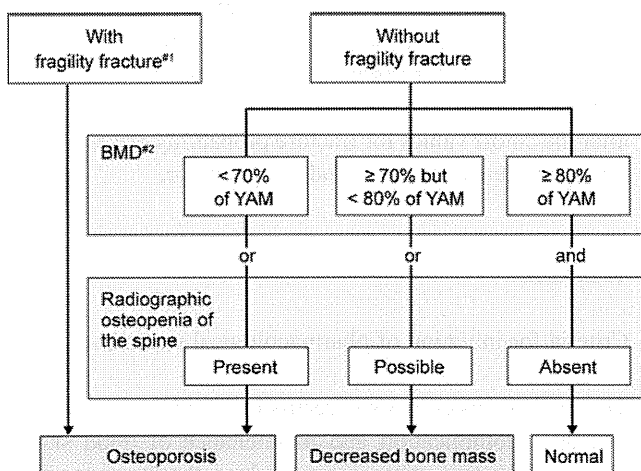 With
fragility fracture#1
Without
fragility fracture
BMD#2
< 70%
of YAM
≥ 70% but
< 80% of YAM
≥ 80%
of YAM
or
or
and
Radiographic
osteopenia of
the spine
Present
Possible
Absent
Osteoporosis
Decreased bone mass
Normal